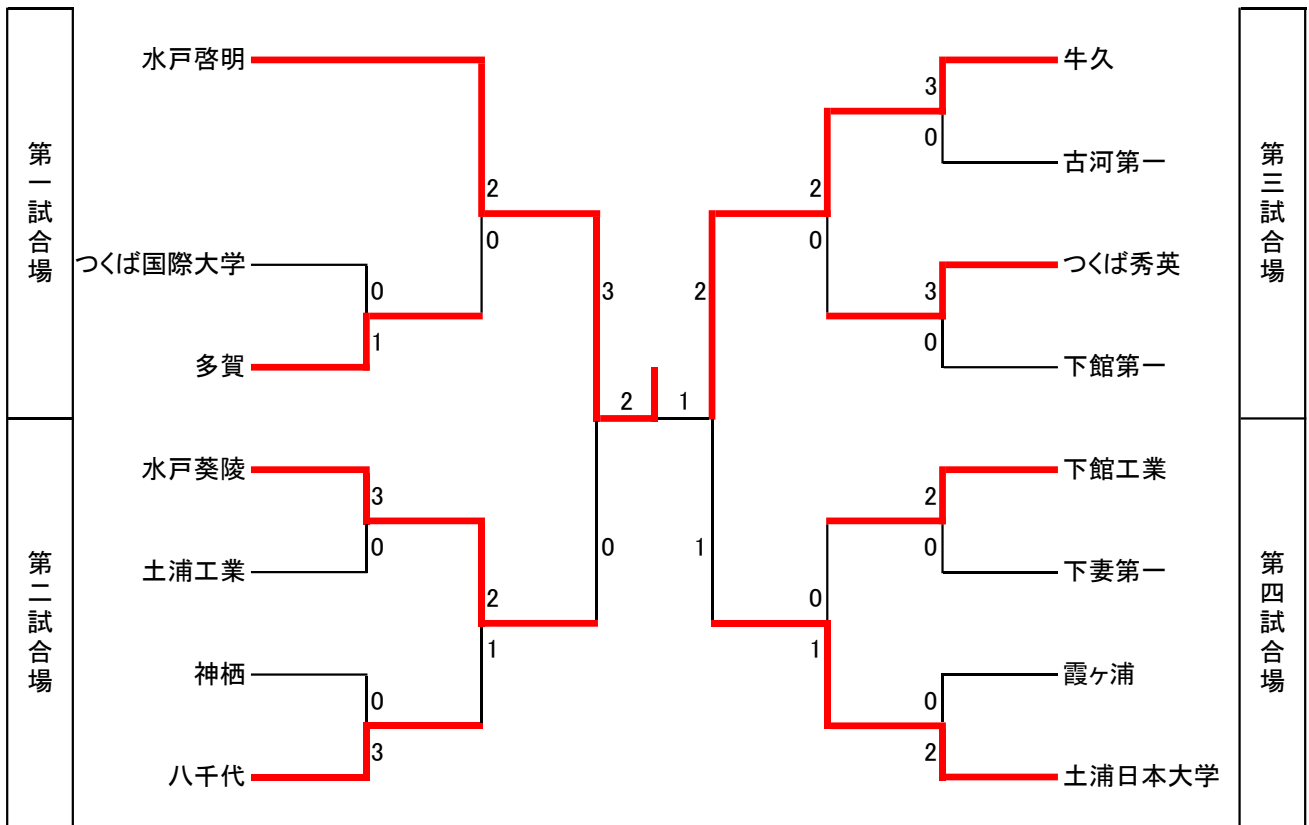 第一試合場
水戸啓明
2
0
つくば国際大学
0
1
多賀
3
第二試合場
水戸葵陵
3
0
土浦工業
2
1
神栖
0
3
八千代
0
2
1
第三試合場
牛久
3
0
古河第一
2
0
つくば秀英
3
0
下館第一
2
第四試合場
下館工業
2
0
下妻第一
0
1
霞ヶ浦
0
2
土浦日本大学
1